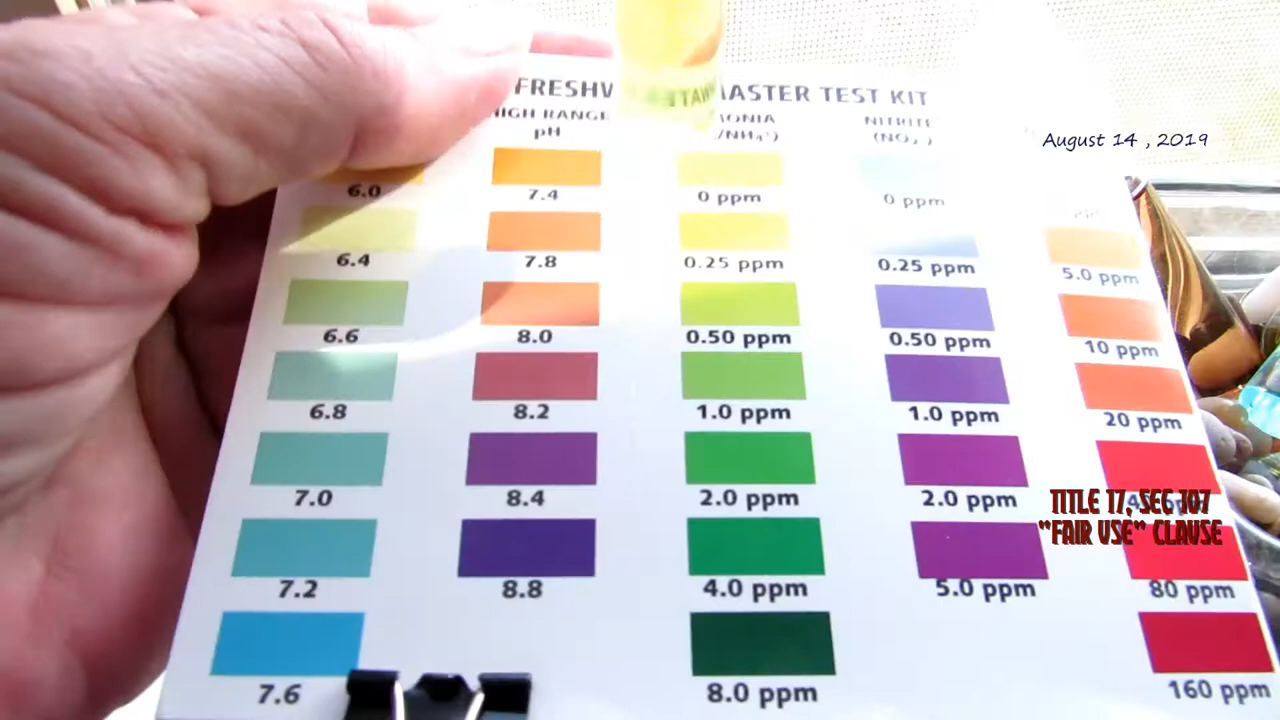 FRESHW ASTER TEST KIT
HIGH RANGE
pH
NITRITE
(NO₂⁻)
August 14 , 2019
6.0 7.4 0 ppm 0 ppm
6.4 7.8 0.25 ppm 0.25 ppm 5.0 ppm
6.6 8.0 0.50 ppm 0.50 ppm 10 ppm
6.8 8.2 1.0 ppm 1.0 ppm 20 ppm
7.0 8.4 2.0 ppm 2.0 ppm
TITLE 17, SEC 107
"FAIR USE" CLAUSE
7.2 8.8 4.0 ppm 5.0 ppm 80 ppm
7.6 8.0 ppm 160 ppm